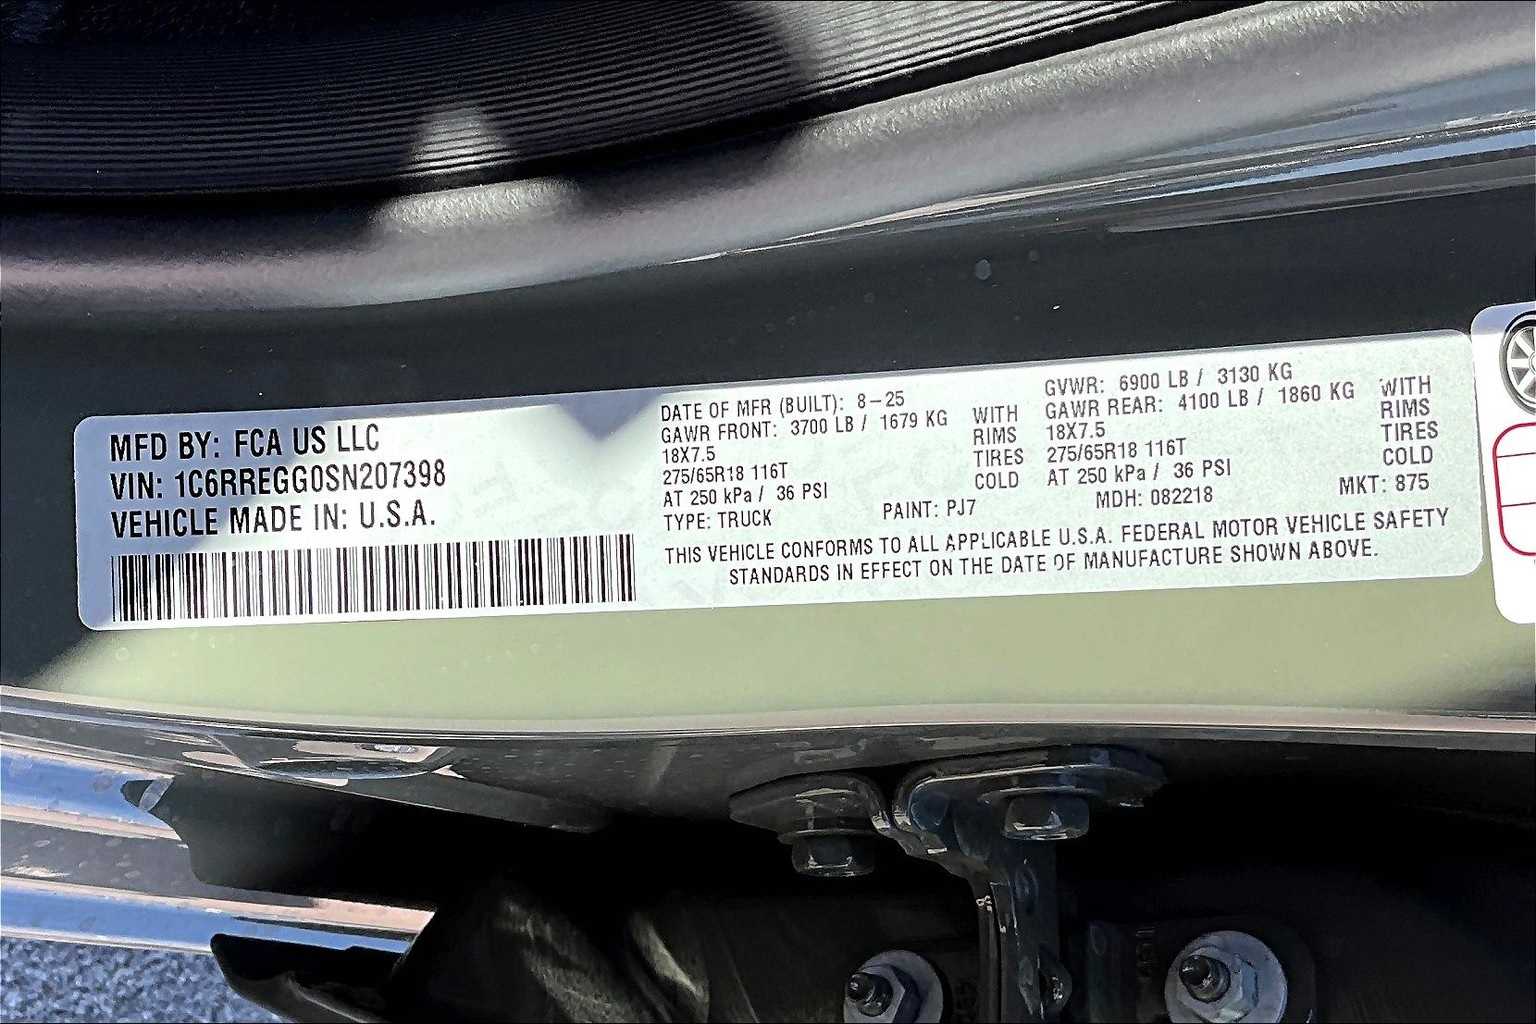 MFD BY: FCA US LLC
VIN: 1C6RREGG0SN207398
VEHICLE MADE IN: U.S.A.
DATE OF MFR (BUILT): 8-25
GAWR FRONT: 3700 LB / 1679 KG
18X7.5
275/65R18 116T
AT 250 kPa / 36 PSI
WITH
RIMS
TIRES
COLD
GVWR: 6900 LB / 3130 KG
GAWR REAR: 4100 LB / 1860 KG
18X7.5
275/65R18 116T
AT 250 kPa / 36 PSI
WITH
RIMS
TIRES
COLD
TYPE: TRUCK
PAINT: PJ7
MDH: 082218
MKT: 875
THIS VEHICLE CONFORMS TO ALL APPLICABLE U.S.A. FEDERAL MOTOR VEHICLE SAFETY
STANDARDS IN EFFECT ON THE DATE OF MANUFACTURE SHOWN ABOVE.